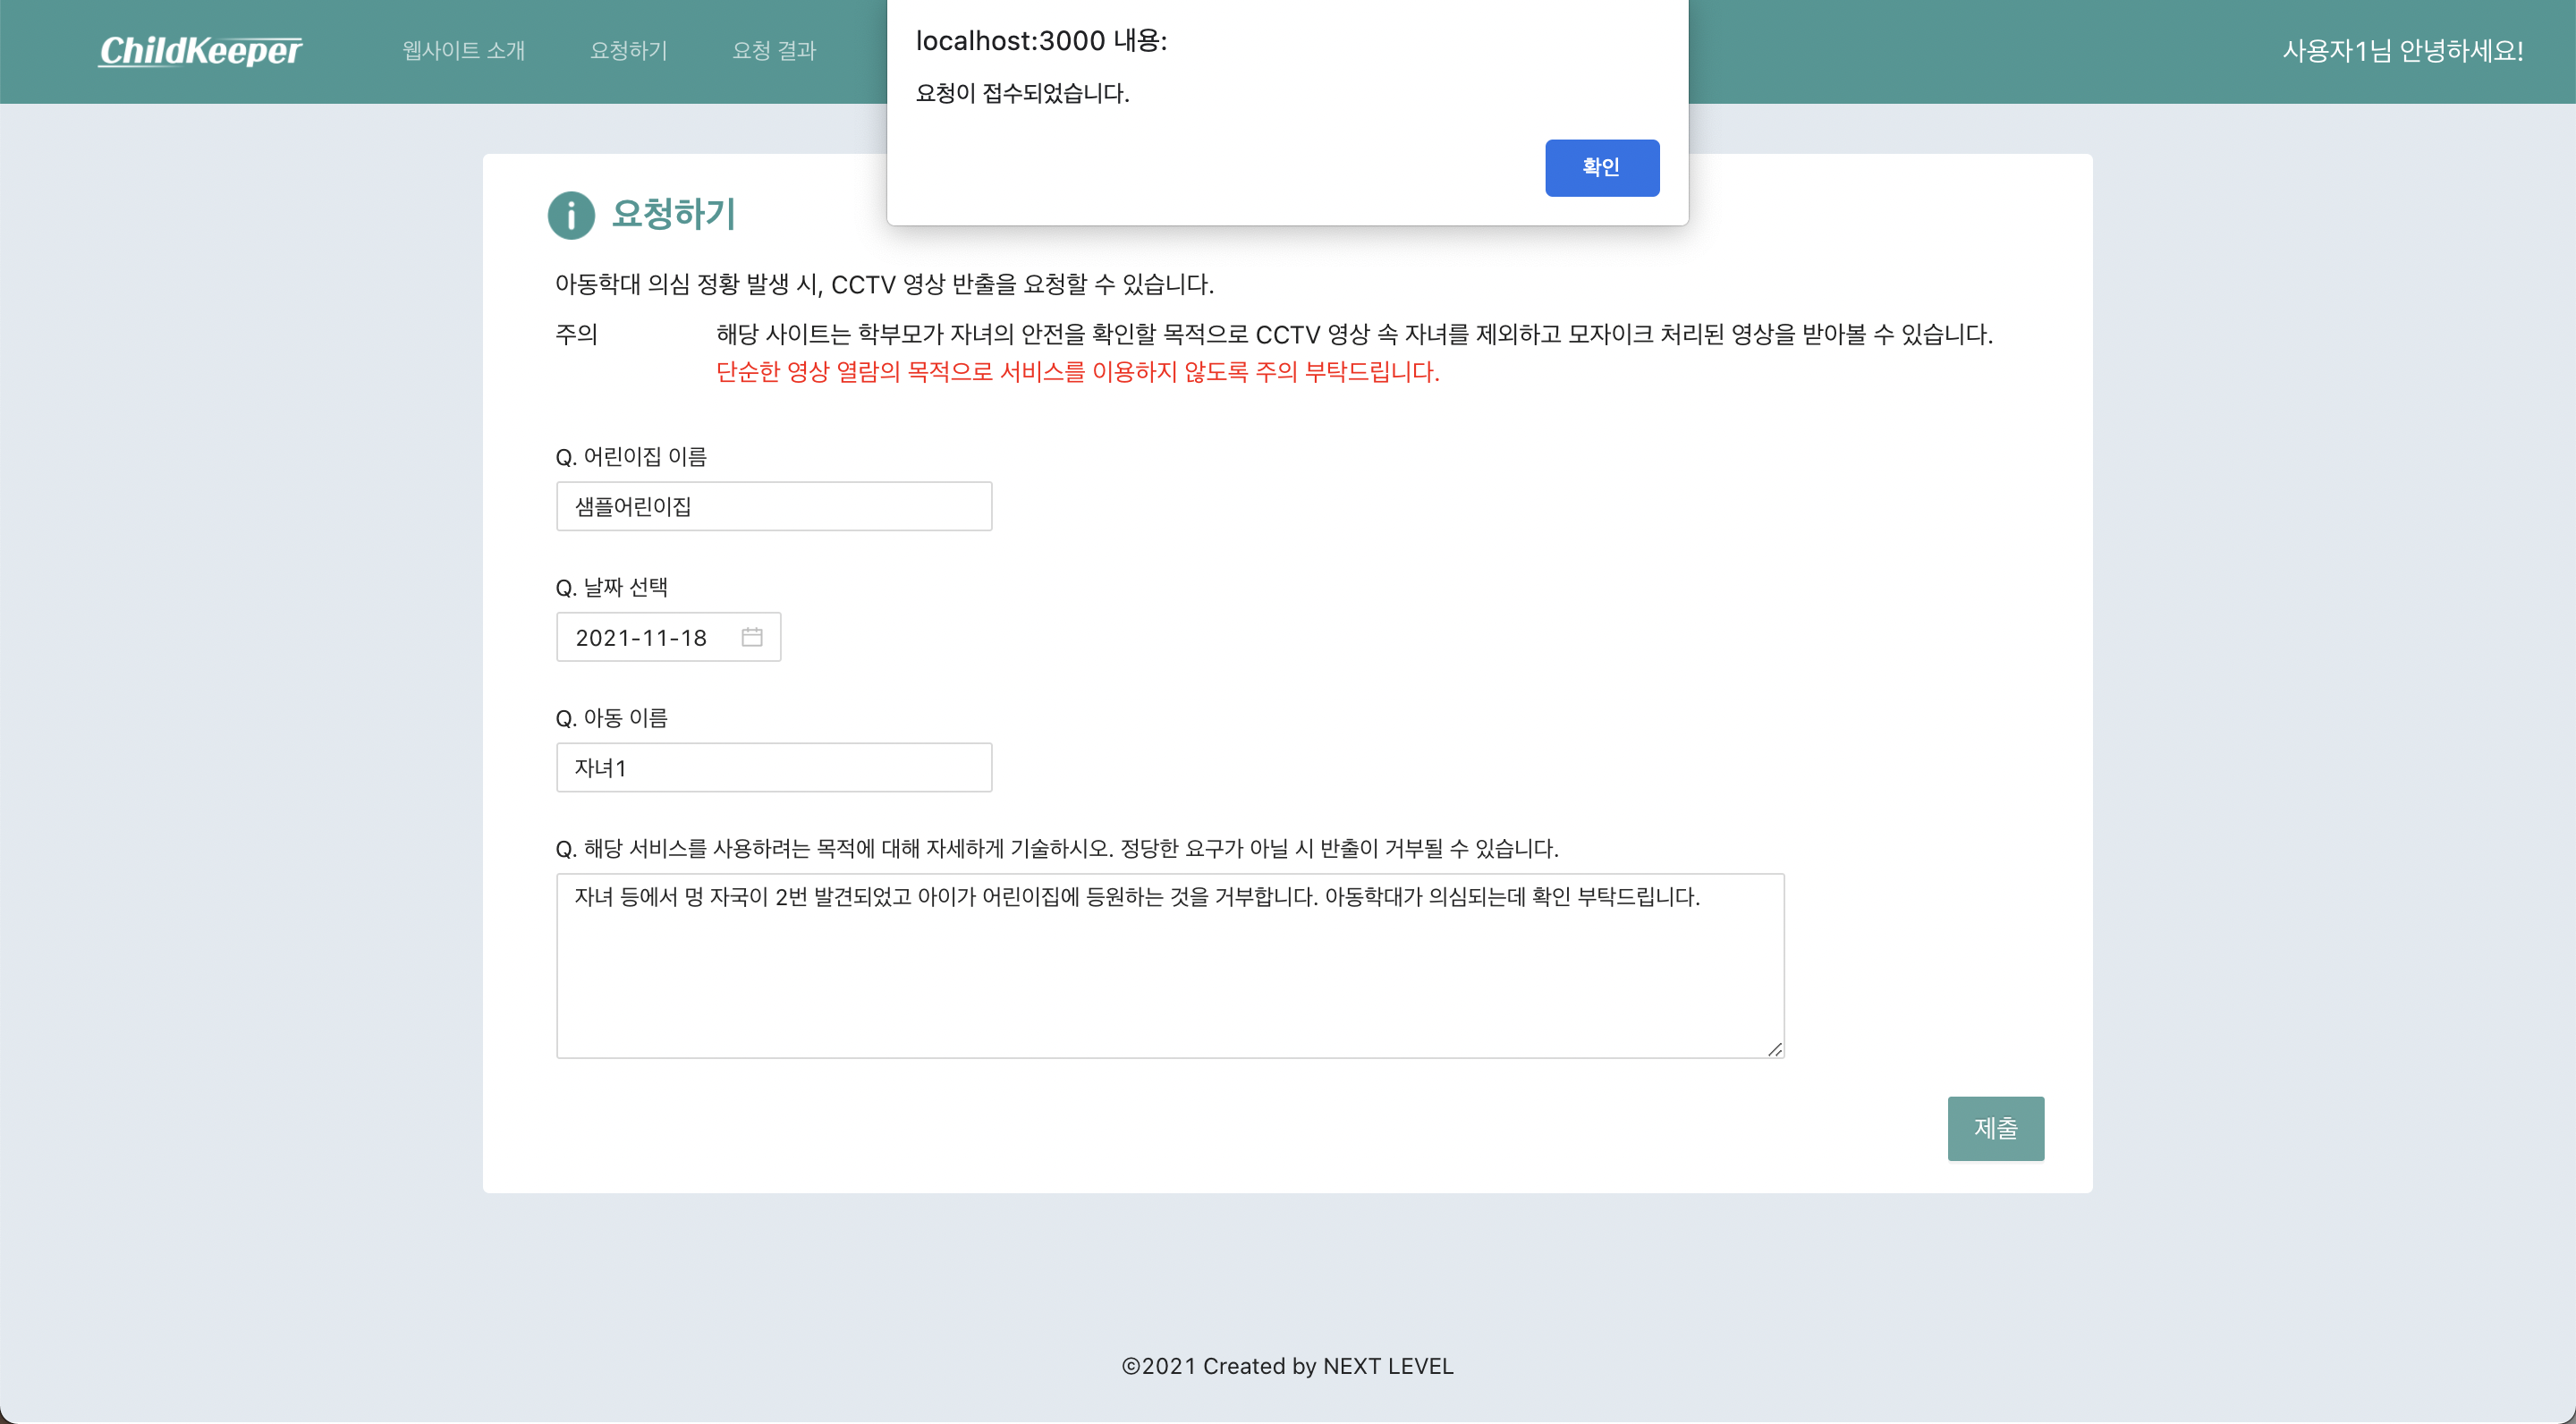 ChildKeeper
웹사이트 소개
요청하기
요청 결과
사용자1님 안녕하세요!
localhost:3000 내용:
요청이 접수되었습니다.
확인
요청하기
아동학대 의심 정황 발생 시, CCTV 영상 반출을 요청할 수 있습니다.
주의
해당 사이트는 학부모가 자녀의 안전을 확인할 목적으로 CCTV 영상 속 자녀를 제외하고 모자이크 처리된 영상을 받아볼 수 있습니다.
단순한 영상 열람의 목적으로 서비스를 이용하지 않도록 주의 부탁드립니다.
Q. 어린이집 이름
샘플어린이집
Q. 날짜 선택
2021-11-18
Q. 아동 이름
자녀1
Q. 해당 서비스를 사용하려는 목적에 대해 자세하게 기술하시오. 정당한 요구가 아닐 시 반출이 거부될 수 있습니다.
자녀 등에서 멍 자국이 2번 발견되었고 아이가 어린이집에 등원하는 것을 거부합니다. 아동학대가 의심되는데 확인 부탁드립니다.
제출
©2021 Created by NEXT LEVEL